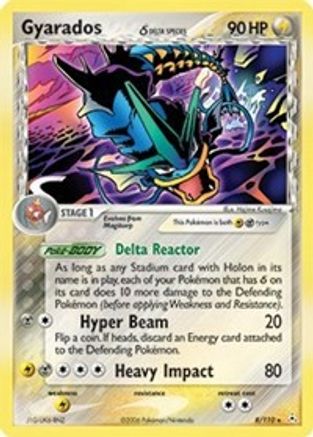 Gyarados δ DELTA SPECIES 90 HP
Illus. Hajime Kusajima
STAGE 1 Evolves from Magikarp This Pokémon is both type.
Poké-BODY Delta Reactor
As long as any Stadium card with Holon in its
name is in play, each of your Pokémon that has δ on
its card does 10 more damage to the Defending
Pokémon (before applying Weakness and Resistance).
Hyper Beam 20
Flip a coin. If heads, discard an Energy card attached
to the Defending Pokémon.
Heavy Impact 80
weakness resistance retreat cost
©2006 Pokémon/Nintendo 8/110